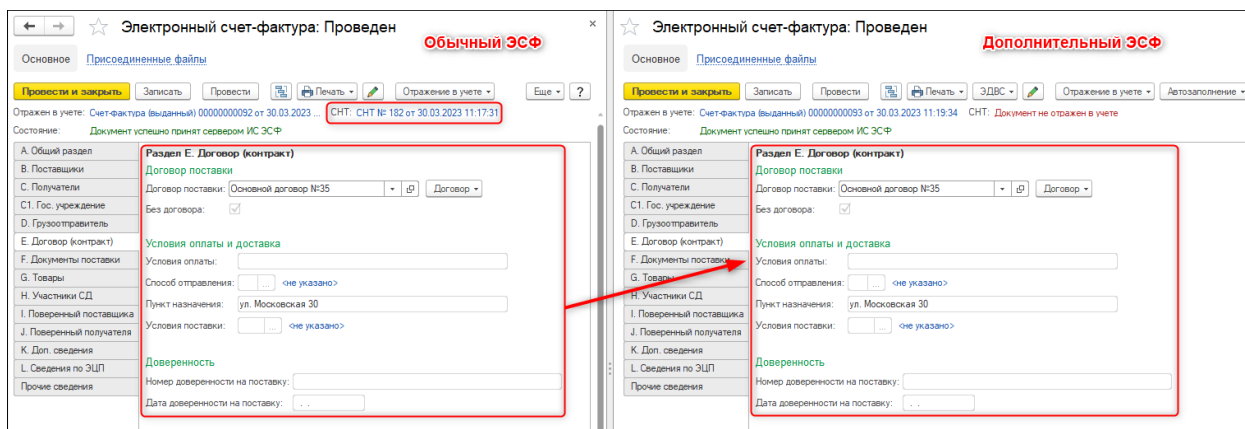 Электронный счет-фактура: Проведен
Обычный ЭСФ
Основное Присоединенные файлы
Провести и закрыть Записать Провести Печать Отражение в учете Еще ?
Отражен в учете: Счет-фактура (выданный) 00000000092 от 30.03.2023 ... СНТ: СНТ № 182 от 30.03.2023 11:17:31
Состояние: Документ успешно принят сервером ИС ЭСФ
А. Общий раздел
В. Поставщики
С. Получатели
С1. Гос. учреждение
D. Грузоотправитель
Е. Договор (контракт)
F. Документы поставки
G. Товары
Н. Участники СД
I. Поверенный поставщика
J. Поверенный получателя
К. Доп. сведения
L. Сведения по ЭЦП
Прочие сведения
Раздел Е. Договор (контракт)
Договор поставки
Договор поставки: Основной договор №35 Договор
Без договора:
Условия оплаты и доставка
Условия оплаты:
Способ отправления: ... <не указано>
Пункт назначения: ул. Московская 30
Условия поставки: ... <не указано>
Доверенность
Номер доверенности на поставку:
Дата доверенности на поставку: . .
Электронный счет-фактура: Проведен
Дополнительный ЭСФ
Основное Присоединенные файлы
Провести и закрыть Записать Провести Печать ЭДВС Отражение в учете Автозаполнение
Отражен в учете: Счет-фактура (выданный) 00000000093 от 30.03.2023 11:19:34 СНТ: Документ не отражен в учете
Состояние: Документ успешно принят сервером ИС ЭСФ
А. Общий раздел
В. Поставщики
С. Получатели
С1. Гос. учреждение
D. Грузоотправитель
Е. Договор (контракт)
F. Документы поставки
G. Товары
Н. Участники СД
I. Поверенный поставщика
J. Поверенный получателя
К. Доп. сведения
L. Сведения по ЭЦП
Прочие сведения
Раздел Е. Договор (контракт)
Договор поставки
Договор поставки: Основной договор №35 Договор
Без договора:
Условия оплаты и доставка
Условия оплаты:
Способ отправления: ... <не указано>
Пункт назначения: ул. Московская 30
Условия поставки: ... <не указано>
Доверенность
Номер доверенности на поставку:
Дата доверенности на поставку: . .